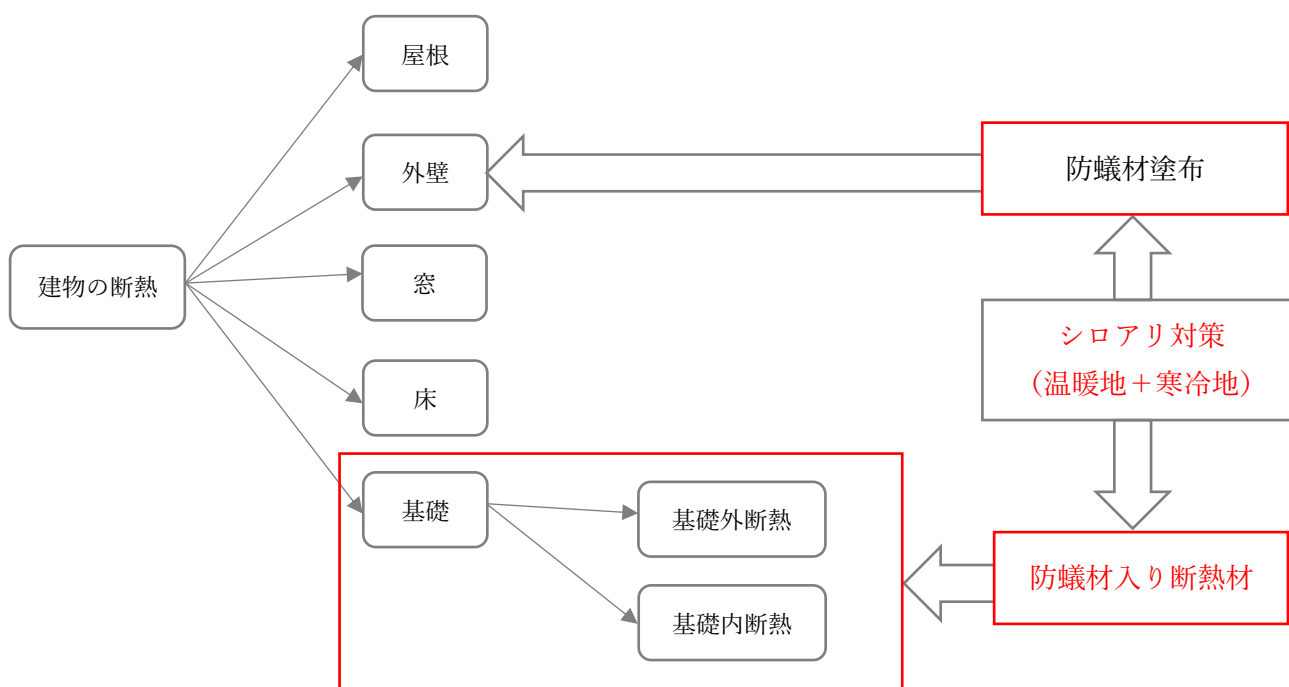 屋根
外壁
防蟻材塗布
建物の断熱
窓
シロアリ対策
（温暖地＋寒冷地）
床
基礎
基礎外断熱
防蟻材入り断熱材
基礎内断熱